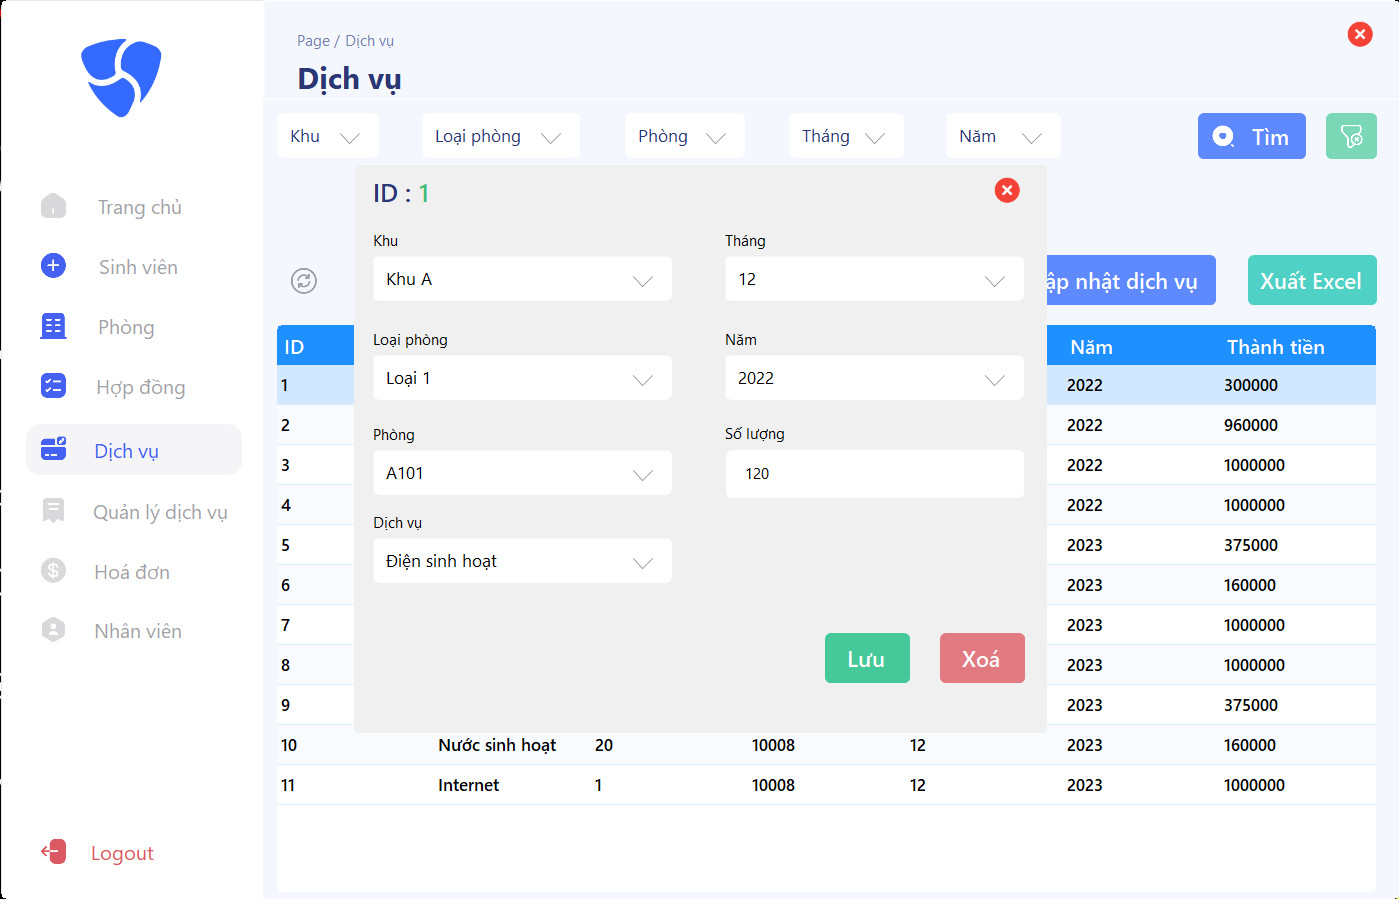 Page / Dịch vụ
Dịch vụ
Khu
Loại phòng
Phòng
Tháng
Năm
Tìm
Trang chủ
Sinh viên
Phòng
Hợp đồng
Dịch vụ
Quản lý dịch vụ
Hoá đơn
Nhân viên
Logout
ID : 1
Khu
Khu A
Tháng
12
Loại phòng
Loại 1
Năm
2022
Phòng
A101
Số lượng
120
Dịch vụ
Điện sinh hoạt
Lưu
Xoá
nhật dịch vụ
Xuất Excel
ID Năm Thành tiền
1 2022 300000
2 2022 960000
3 2022 1000000
4 2022 1000000
5 2023 375000
6 2023 160000
7 2023 1000000
8 2023 1000000
9 2023 375000
10 Nước sinh hoạt 20 10008 12 2023 160000
11 Internet 1 10008 12 2023 1000000